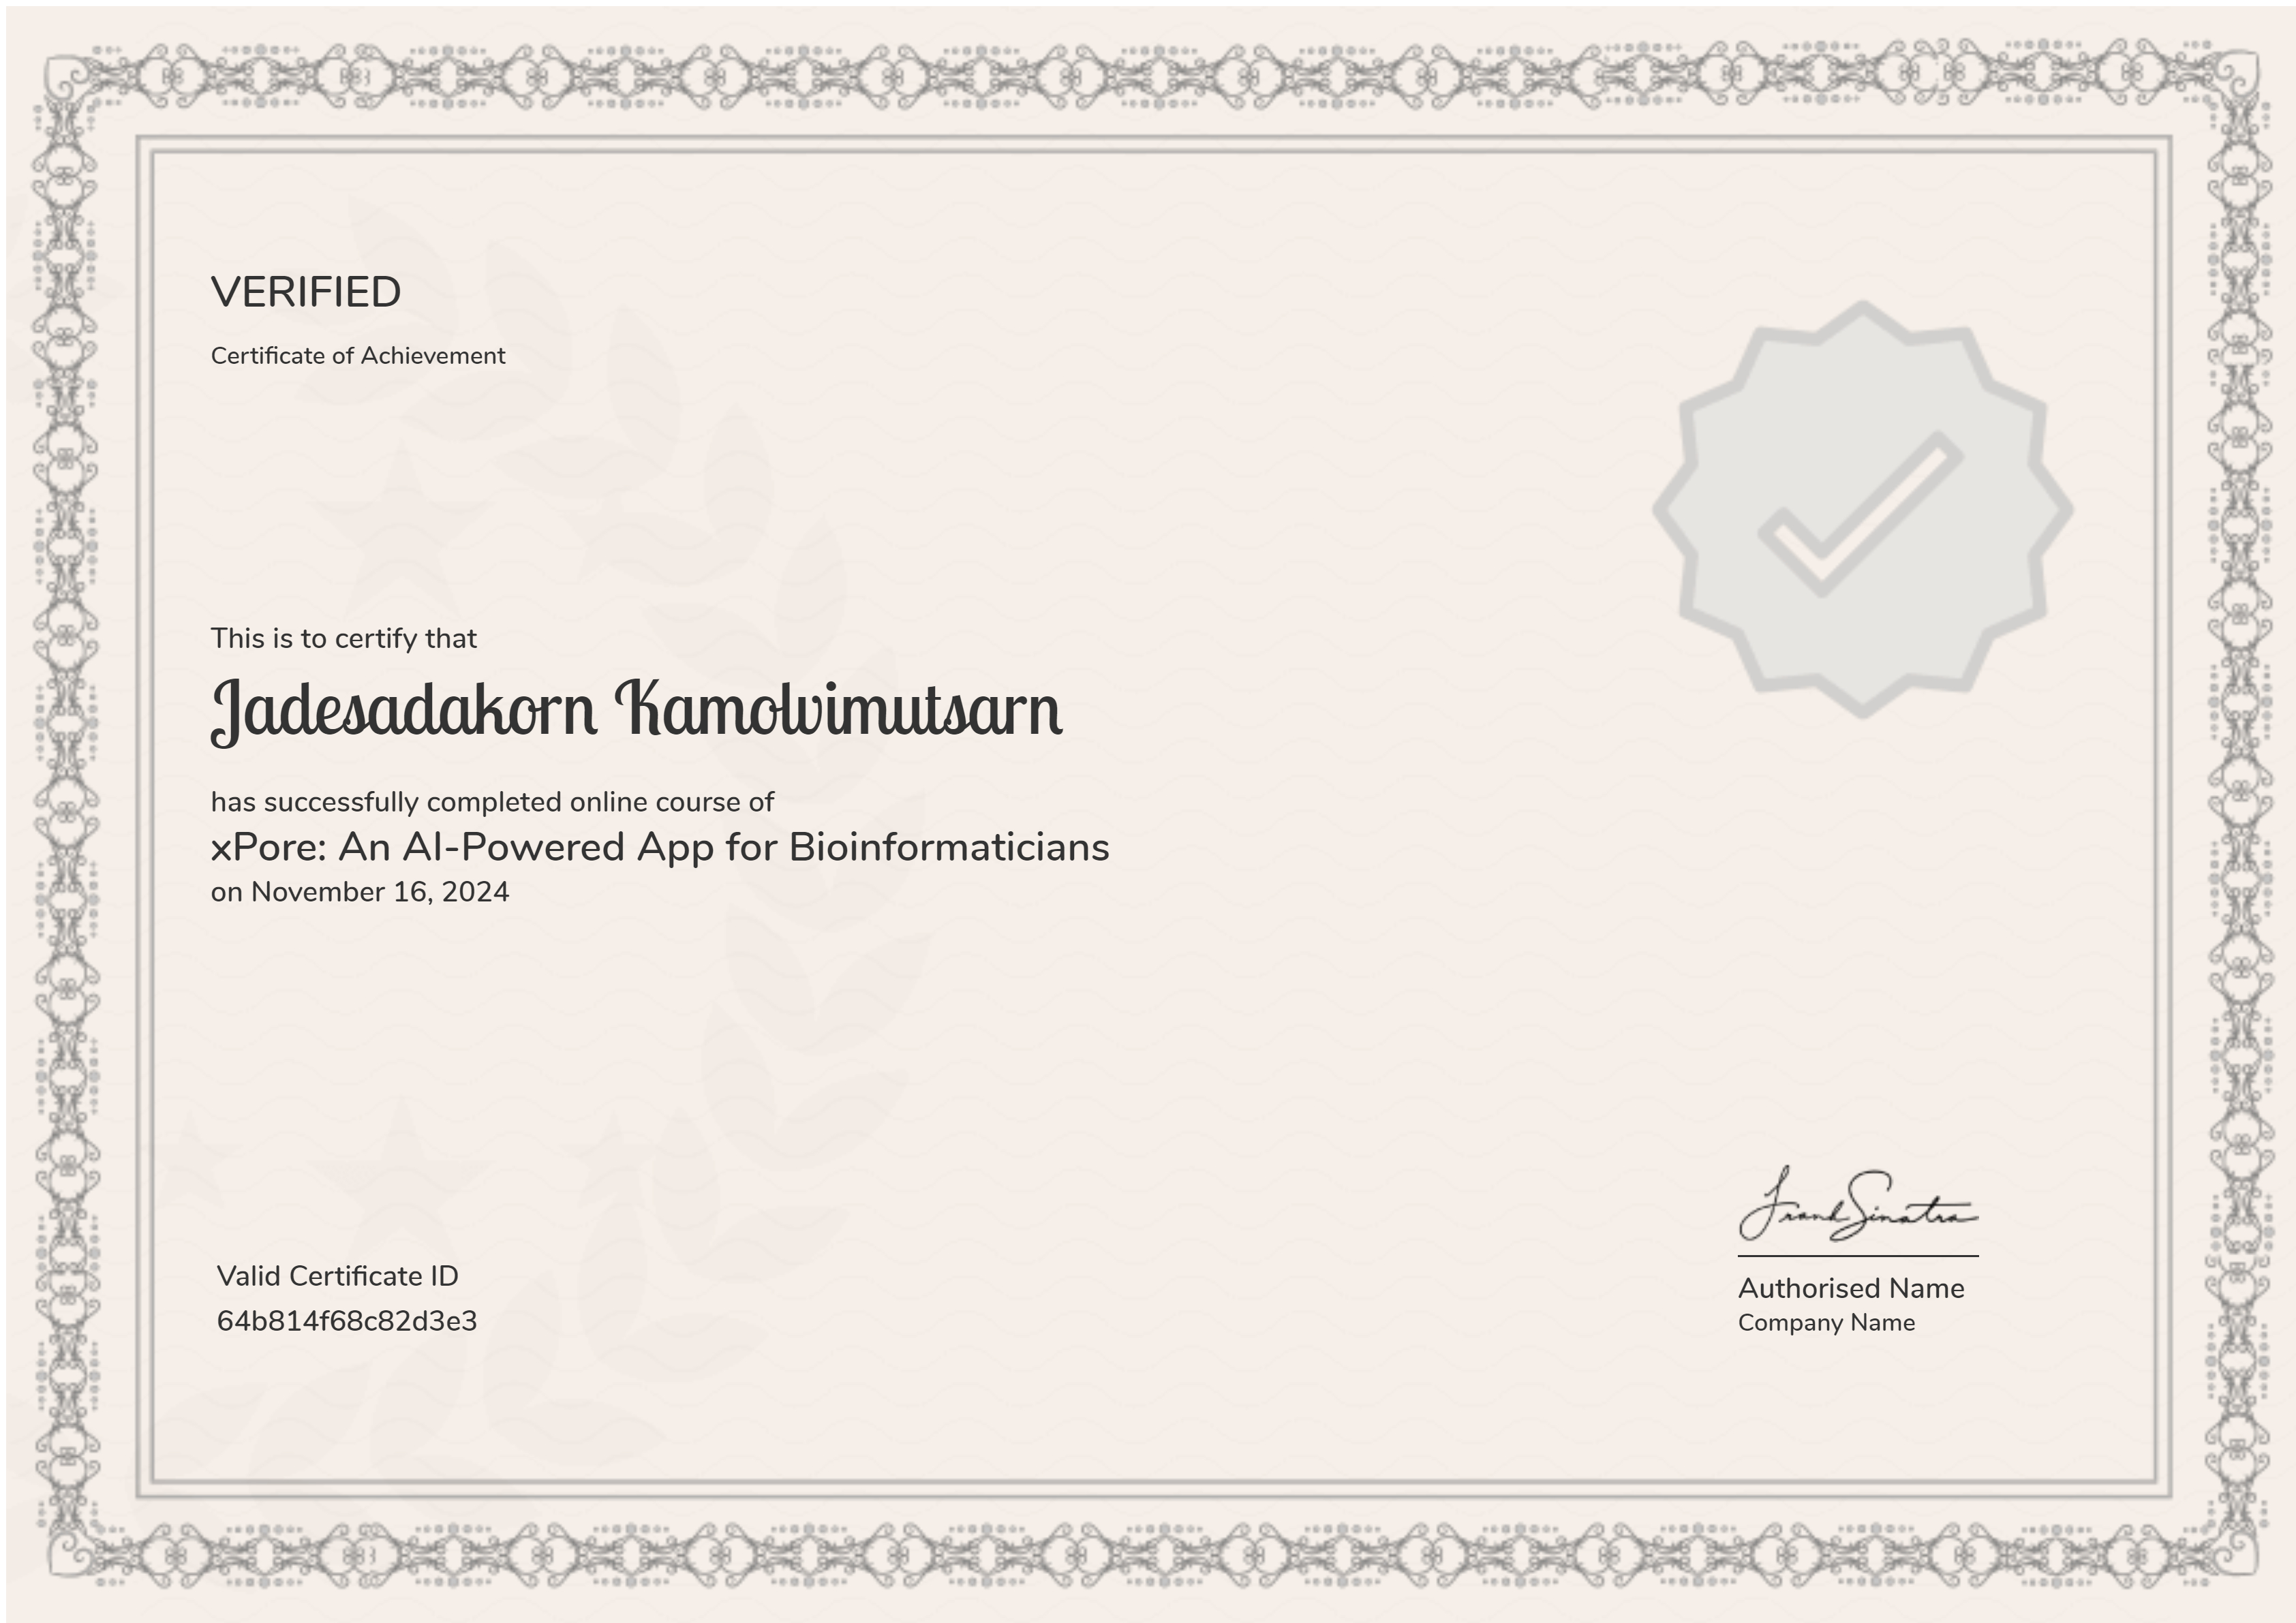 VERIFIED
Certificate of Achievement
This is to certify that
Jadesadakorn Kamolvimutsarn
has successfully completed online course of
xPore: An AI-Powered App for Bioinformaticians
on November 16, 2024
Frank Sinatra
Valid Certificate ID
64b814f68c82d3e3
Authorised Name
Company Name